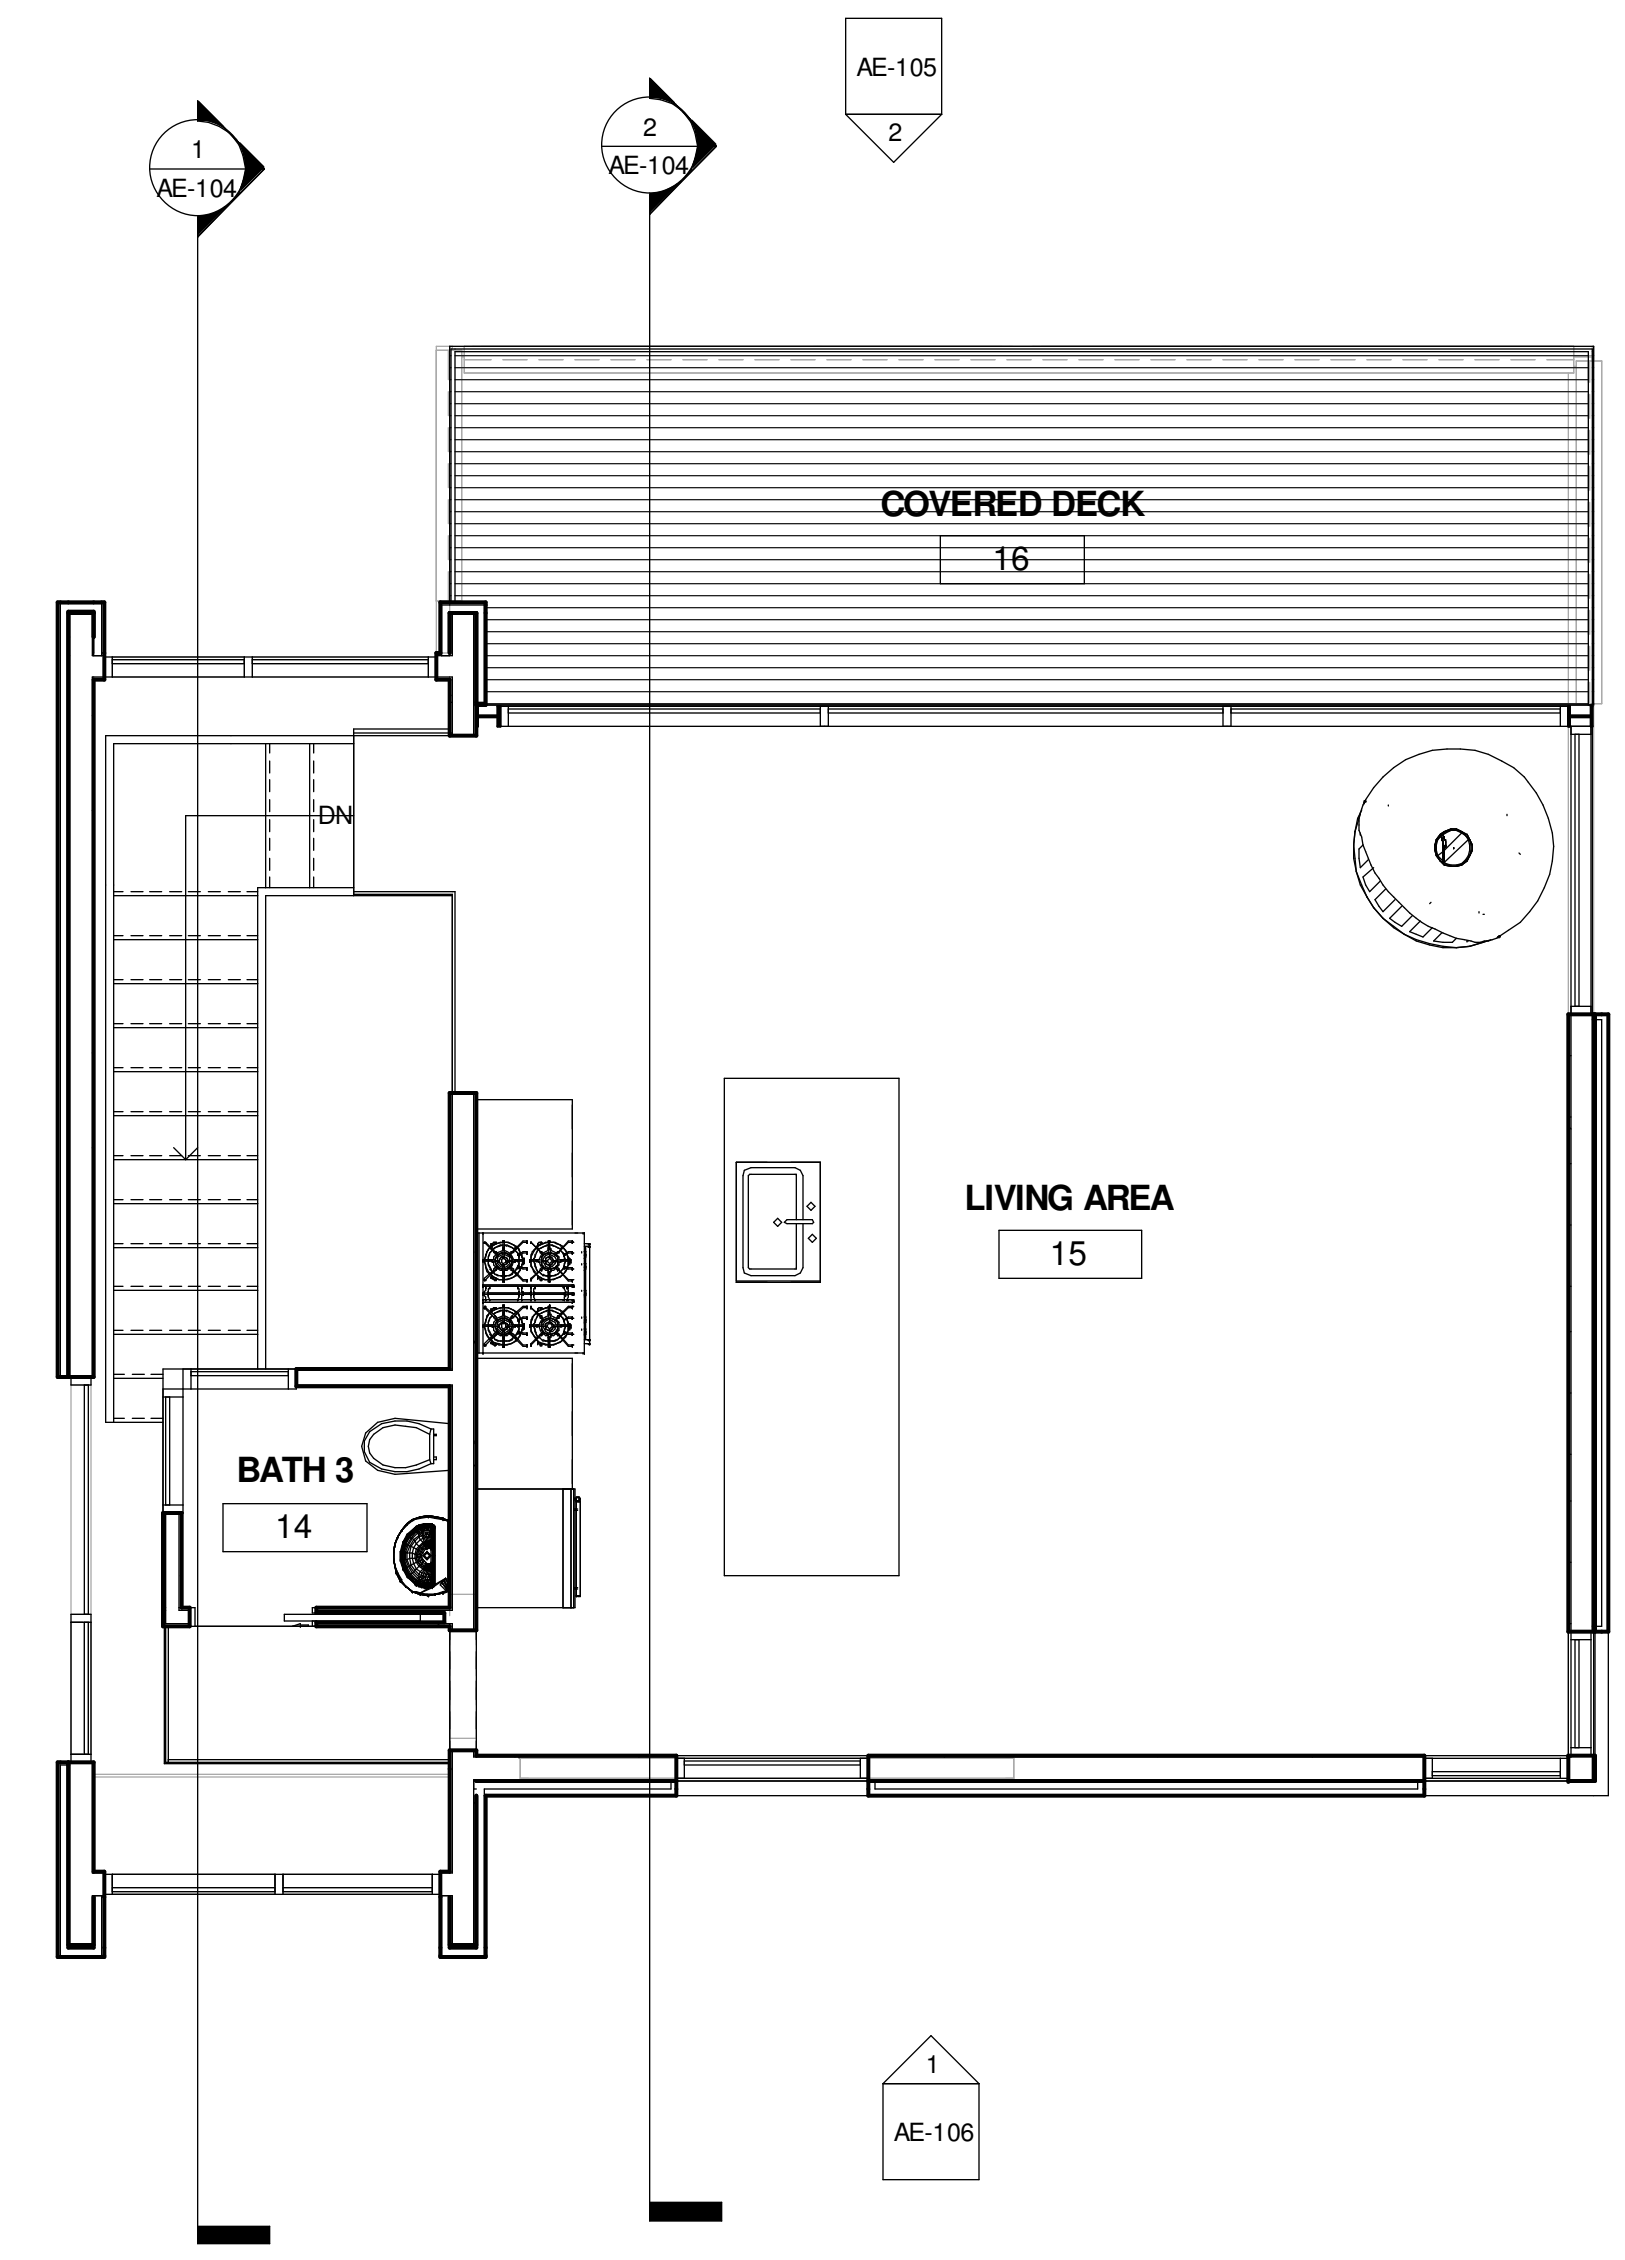 AE-105
2
1
AE-104
2
AE-104
COVERED DECK
16
DN
LIVING AREA
15
BATH 3
14
1
AE-106